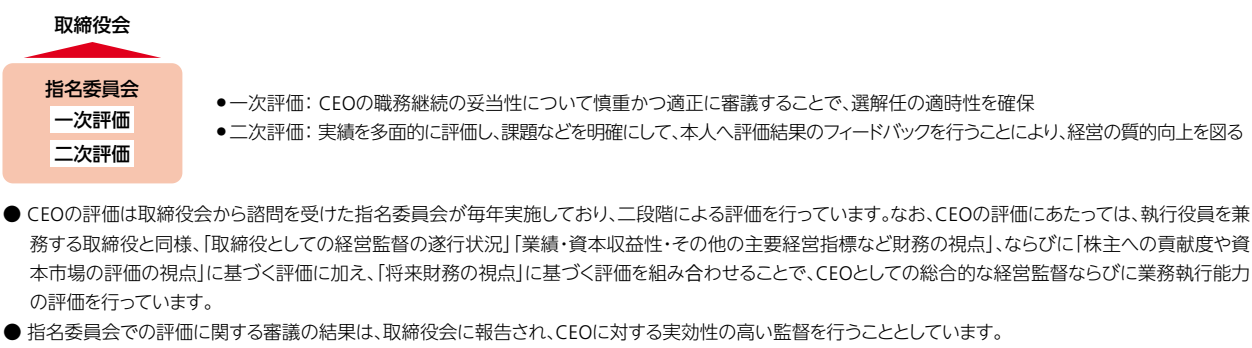 取締役会
指名委員会
一次評価
二次評価
●一次評価： CEOの職務継続の妥当性について慎重かつ適正に審議することで、選解任の適時性を確保
●二次評価： 実績を多面的に評価し、課題などを明確にして、本人へ評価結果のフィードバックを行うことにより、経営の質的向上を図る
● CEOの評価は取締役会から諮問を受けた指名委員会が毎年実施しており、二段階による評価を行っています。なお、CEOの評価にあたっては、執行役員を兼
務する取締役と同様、「取締役としての経営監督の遂行状況」「業績・資本収益性・その他の主要経営指標など財務の視点」、ならびに「株主への貢献度や資
本市場の評価の視点」に基づく評価に加え、「将来財務の視点」に基づく評価を組み合わせることで、CEOとしての総合的な経営監督ならびに業務執行能力
の評価を行っています。
● 指名委員会での評価に関する審議の結果は、取締役会に報告され、CEOに対する実効性の高い監督を行うこととしています。